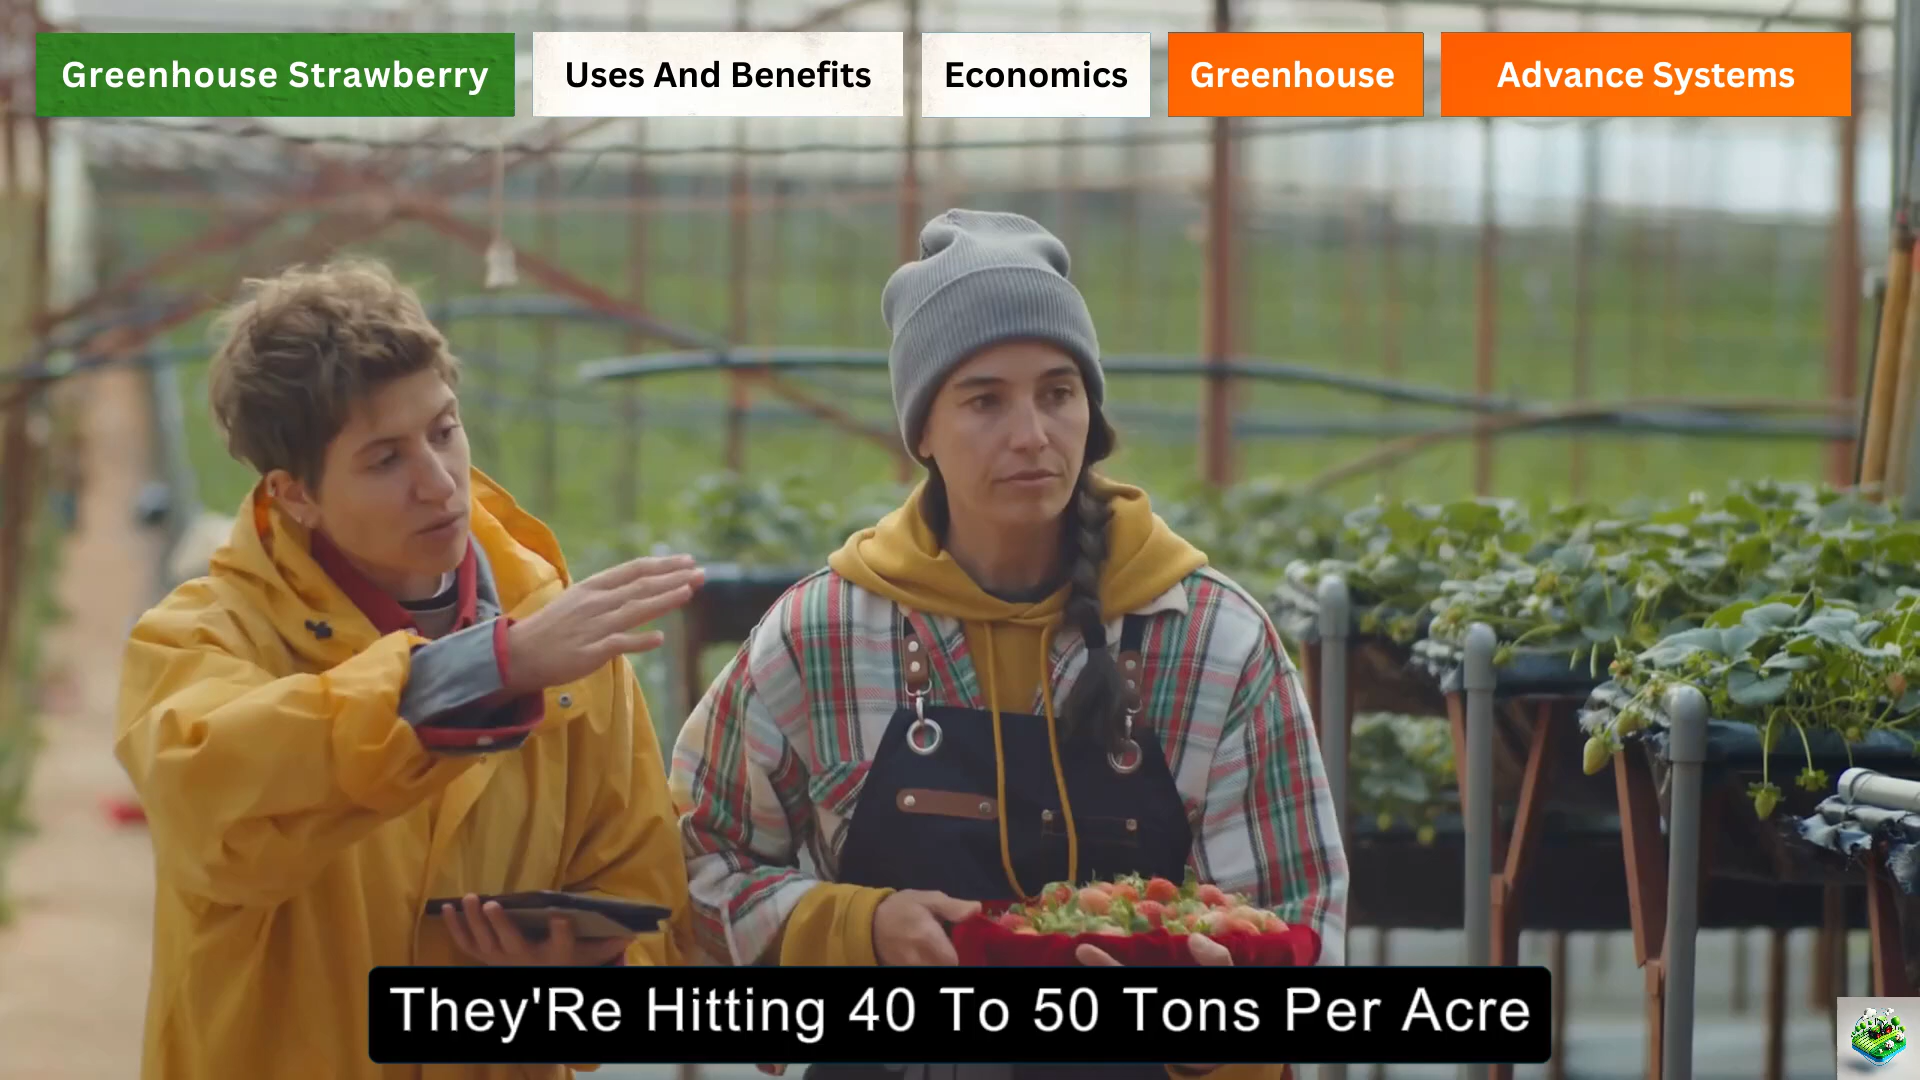 Greenhouse Strawberry
Uses And Benefits
Economics
Greenhouse
Advance Systems
They'Re Hitting 40 To 50 Tons Per Acre